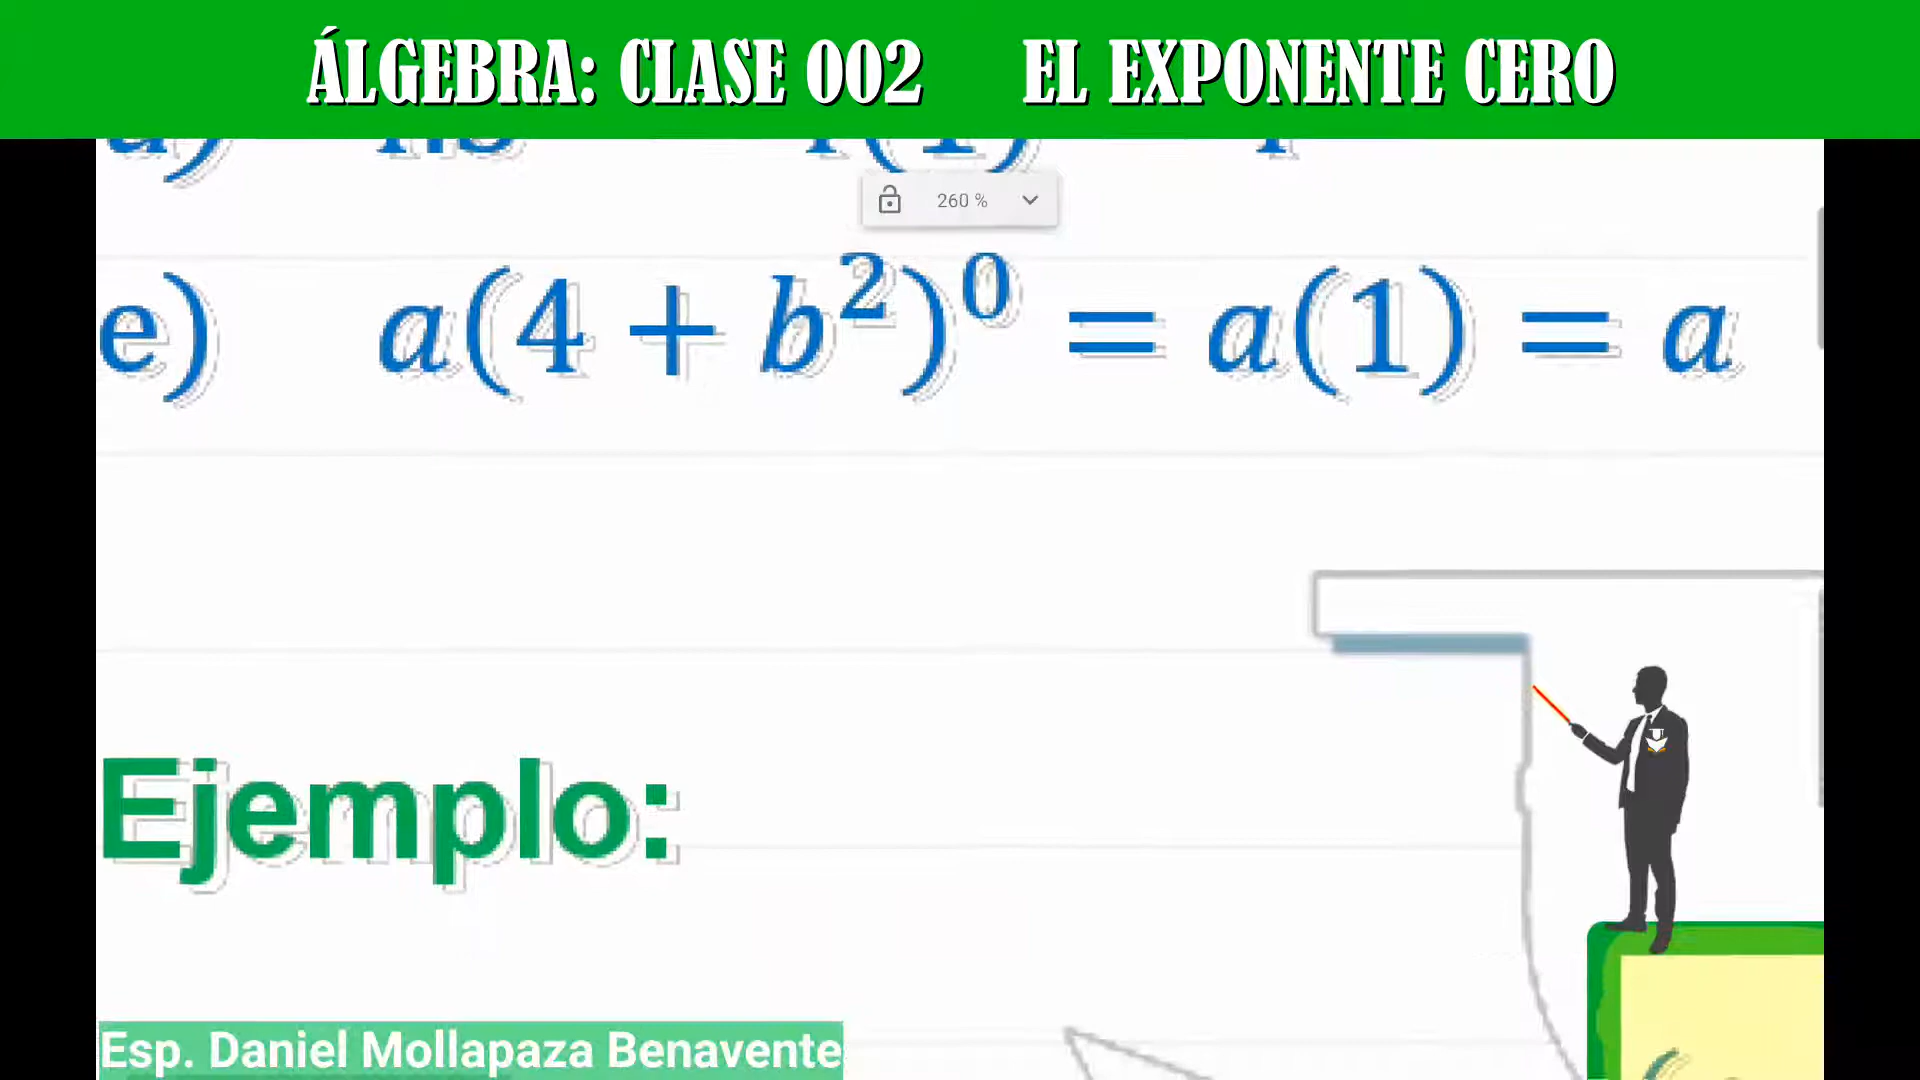 ÁLGEBRA: CLASE 002 EL EXPONENTE CERO
260 %
e) a(4 + b²)⁰ = a(1) = a
Ejemplo:
Esp. Daniel Mollapaza Benavente